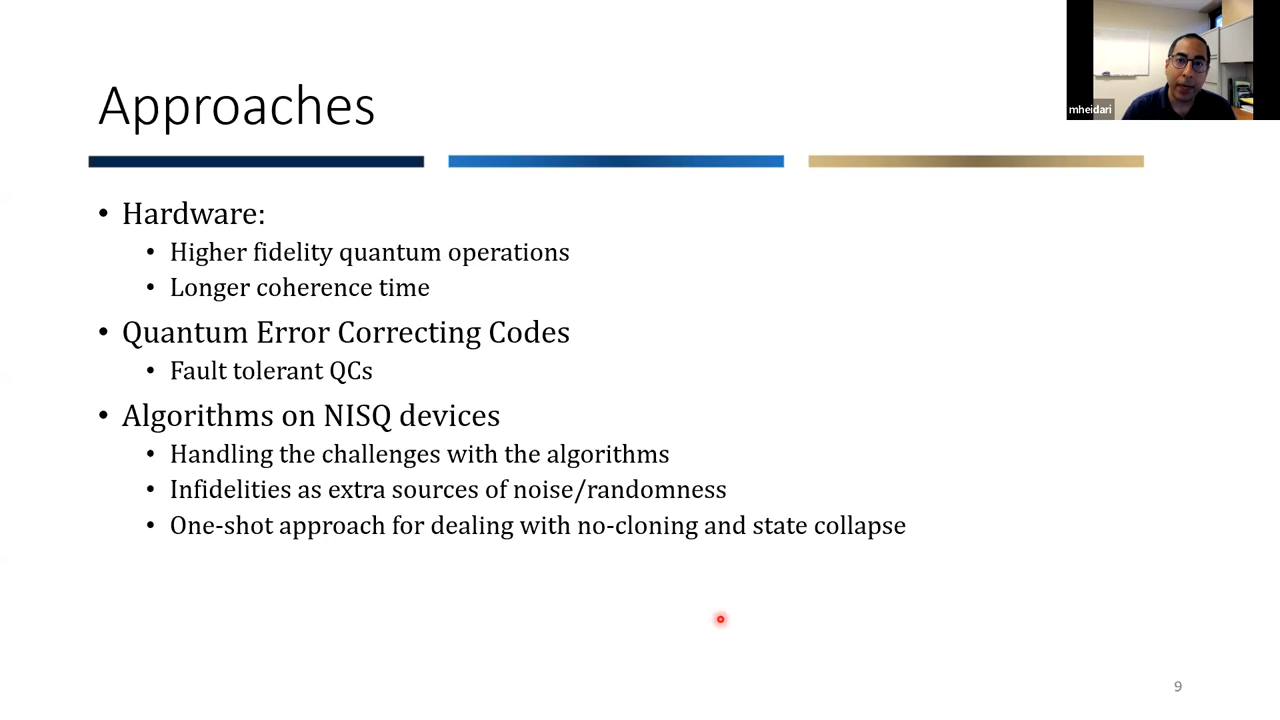 mheidari
Approaches
• Hardware:
• Higher fidelity quantum operations
• Longer coherence time
• Quantum Error Correcting Codes
• Fault tolerant QCs
• Algorithms on NISQ devices
• Handling the challenges with the algorithms
• Infidelities as extra sources of noise/randomness
• One-shot approach for dealing with no-cloning and state collapse
9